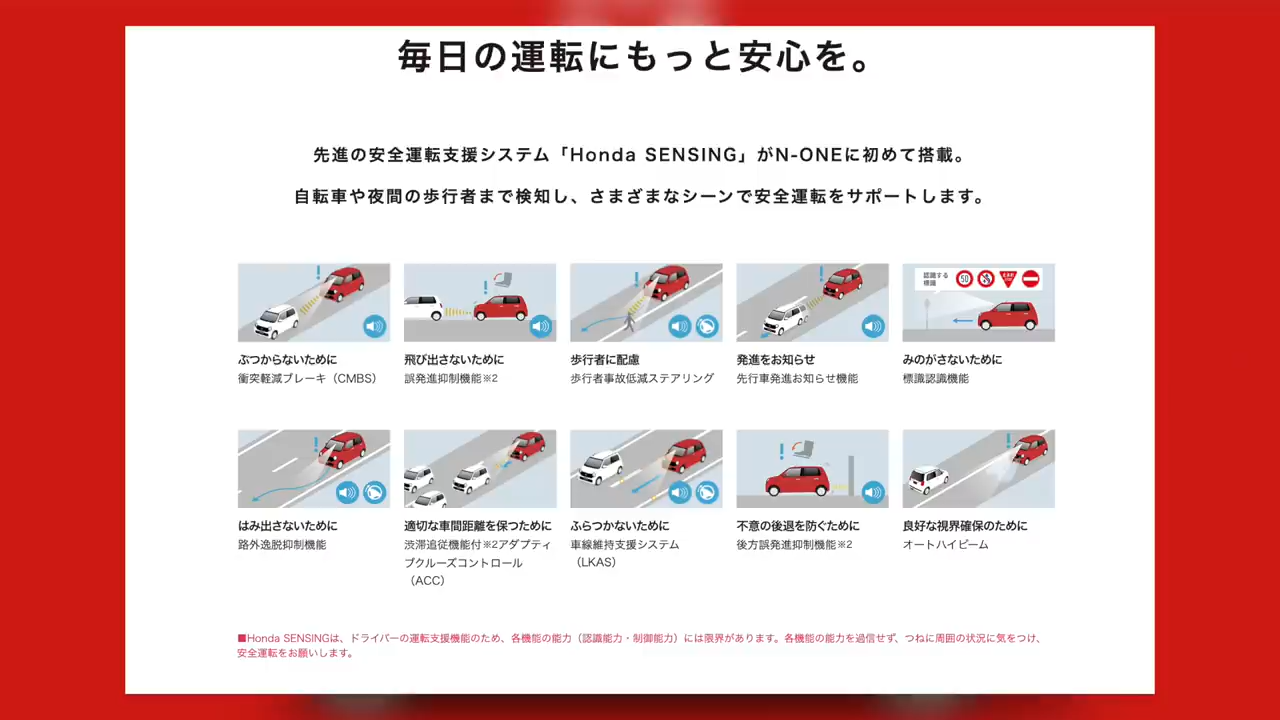 毎日の運転にもっと安心を。
先進の安全運転支援システム「Honda SENSING」がN-ONEに初めて搭載。
自転車や夜間の歩行者まで検知し、さまざまなシーンで安全運転をサポートします。
認識する
標識
50
ぶつからないために
衝突軽減ブレーキ（CMBS）
飛び出さないために
誤発進抑制機能※2
歩行者に配慮
歩行者事故低減ステアリング
発進をお知らせ
先行車発進お知らせ機能
みのがさないために
標識認識機能
はみ出さないために
路外逸脱抑制機能
適切な車間距離を保つために
渋滞追従機能付※2アダプティ
ブクルーズコントロール
（ACC）
ふらつかないために
車線維持支援システム
（LKAS）
不意の後退を防ぐために
後方誤発進抑制機能※2
良好な視界確保のために
オートハイビーム
■Honda SENSINGは、ドライバーの運転支援機能のため、各機能の能力（認識能力・制御能力）には限界があります。各機能の能力を過信せず、つねに周囲の状況に気をつけ、
安全運転をお願いします。